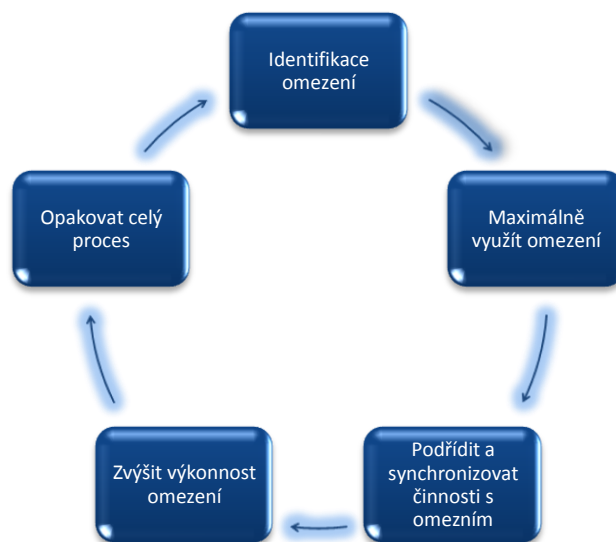 Identifikace
omezení
Maximálně
využít omezení
Podřídit a
synchronizovat
činnosti s
omezním
Zvýšit výkonnost
omezení
Opakovat celý
proces